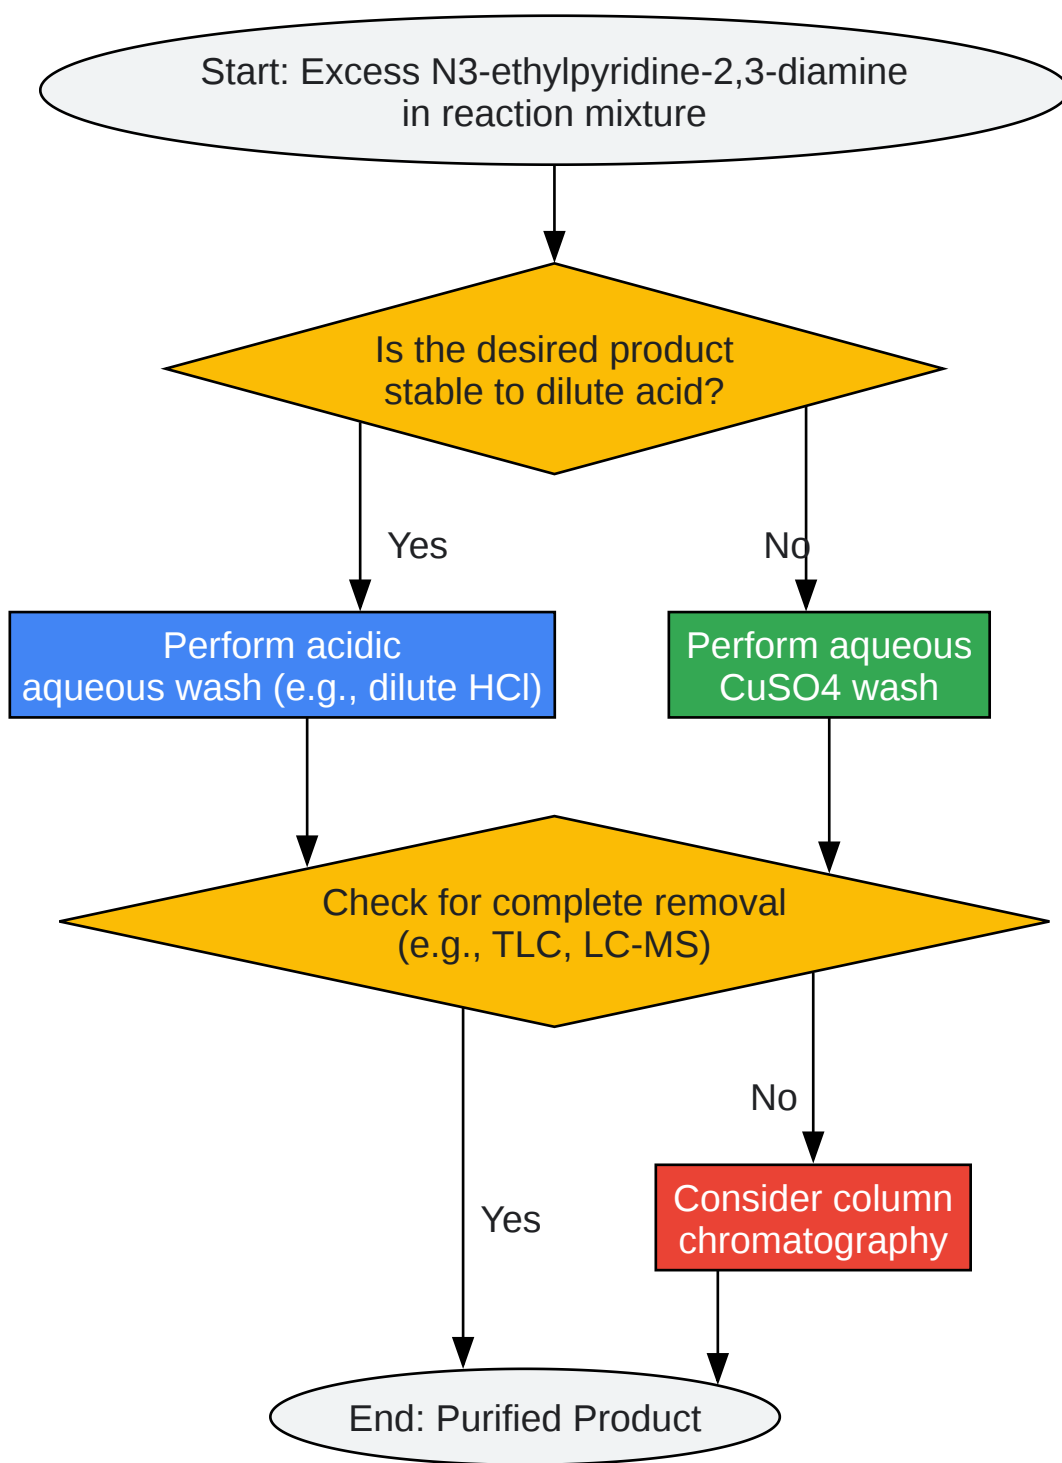 Start: Excess N3-ethylpyridine-2,3-diamine
in reaction mixture
Is the desired product
stable to dilute acid?
Yes
No
Perform acidic
aqueous wash (e.g., dilute HCl)
Perform aqueous
CuSO4 wash
Check for complete removal
(e.g., TLC, LC-MS)
No
Consider column
chromatography
Yes
End: Purified Product